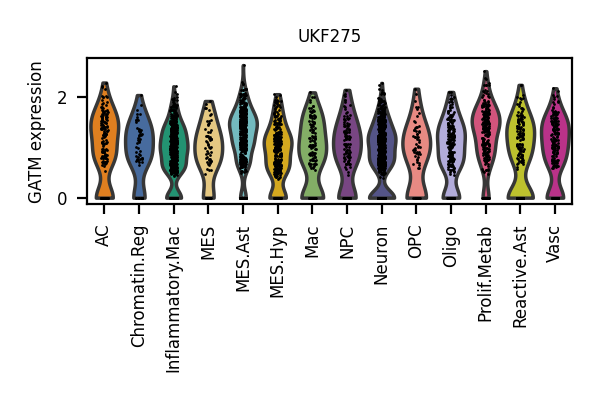 UKF275
GATM expression
2
0
AC
Chromatin.Reg
Inflammatory.Mac
MES
MES.Ast
MES.Hyp
Mac
NPC
Neuron
OPC
Oligo
Prolif.Metab
Reactive.Ast
Vasc